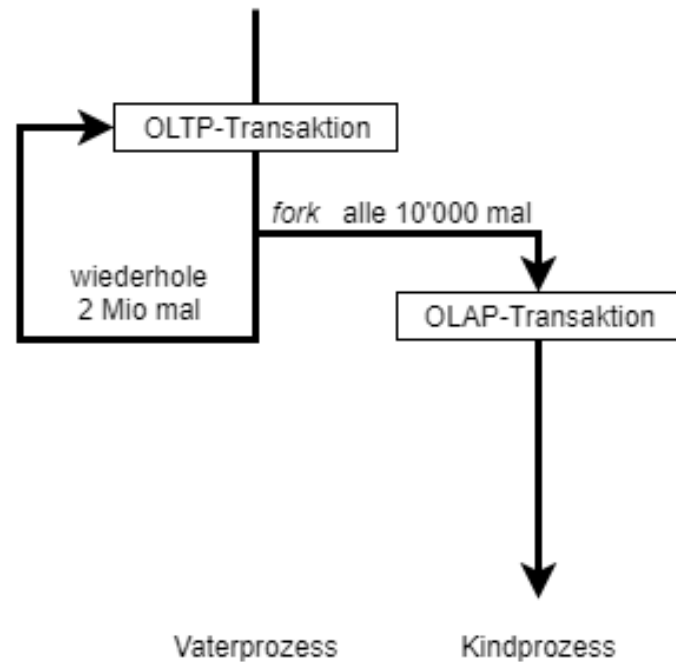 OLTP-Transaktion
fork alle 10'000 mal
wiederhole
2 Mio mal
OLAP-Transaktion
Vaterprozess
Kindprozess